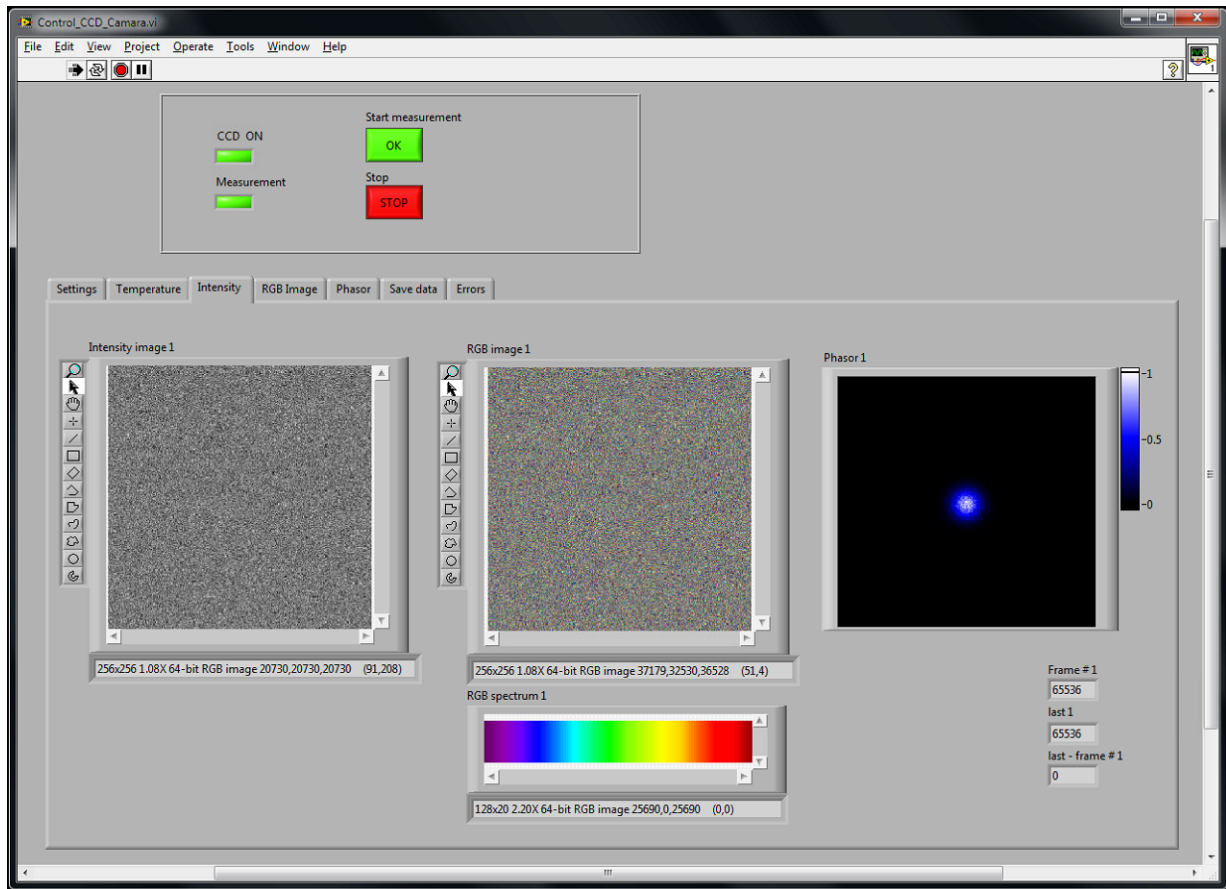 Control_CCD_Camara.vi
File Edit View Project Operate Tools Window Help
1
CCD ON
Start measurement
OK
Measurement
Stop
STOP
Settings Temperature Intensity RGB Image Phasor Save data Errors
Intensity image 1
RGB image 1
Phasor 1
1
0.5
0
256x256 1.08X 64-bit RGB image 20730,20730,20730 (91,208)
256x256 1.08X 64-bit RGB image 37179,32530,36528 (51,4)
RGB spectrum 1
128x20 2.20X 64-bit RGB image 25690,0,25690 (0,0)
Frame # 1
65536
last 1
65536
last - frame # 1
0